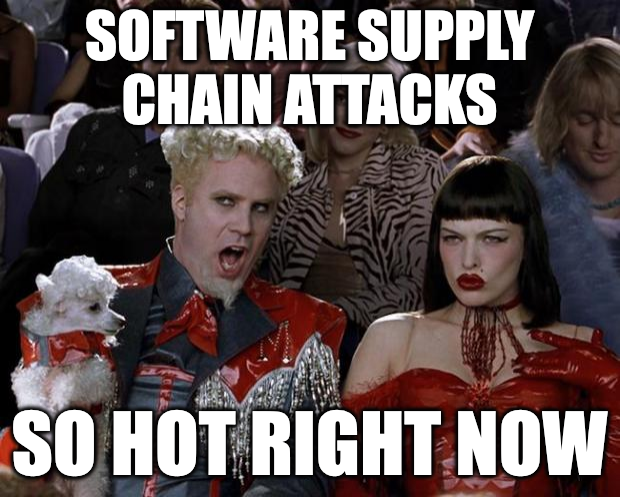 SOFTWARE SUPPLY
CHAIN ATTACKS
SO HOT RIGHT NOW